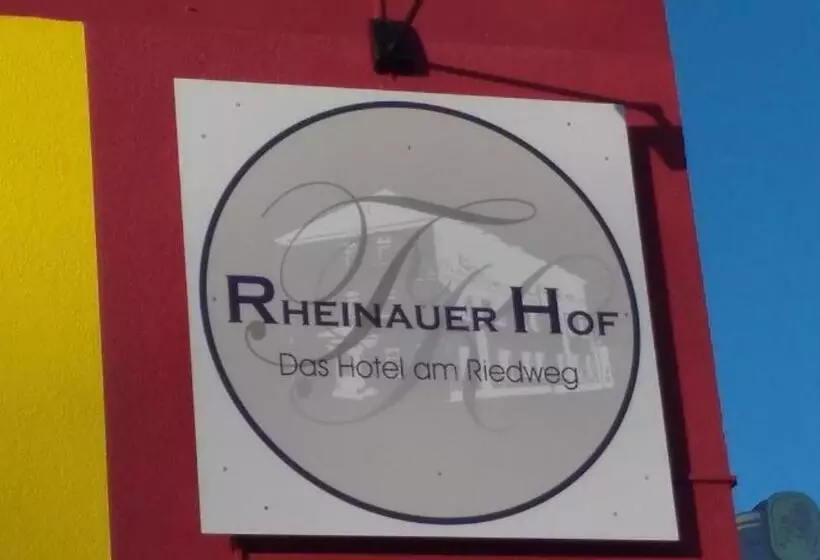 Rheinauer Hof
Das Hotel am Riedweg